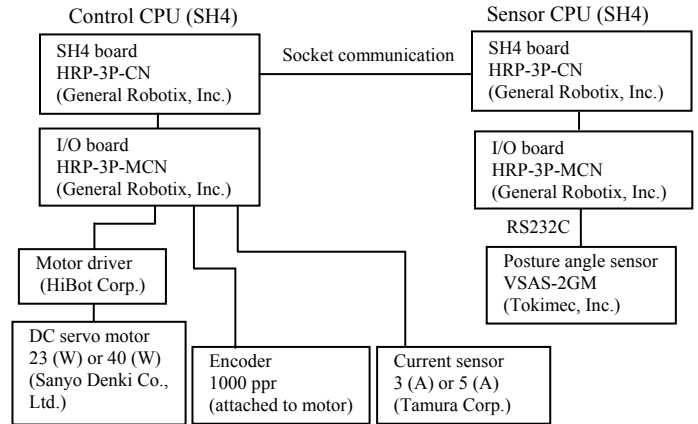 Control CPU (SH4)
Sensor CPU (SH4)
SH4 board
HRP-3P-CN
(General Robotix, Inc.)
Socket communication
SH4 board
HRP-3P-CN
(General Robotix, Inc.)
I/O board
HRP-3P-MCN
(General Robotix, Inc.)
I/O board
HRP-3P-MCN
(General Robotix, Inc.)
RS232C
Motor driver
(HiBot Corp.)
Posture angle sensor
VSAS-2GM
(Tokimec, Inc.)
DC servo motor
23 (W) or 40 (W)
(Sanyo Denki Co.,
Ltd.)
Encoder
1000 ppr
(attached to motor)
Current sensor
3 (A) or 5 (A)
(Tamura Corp.)